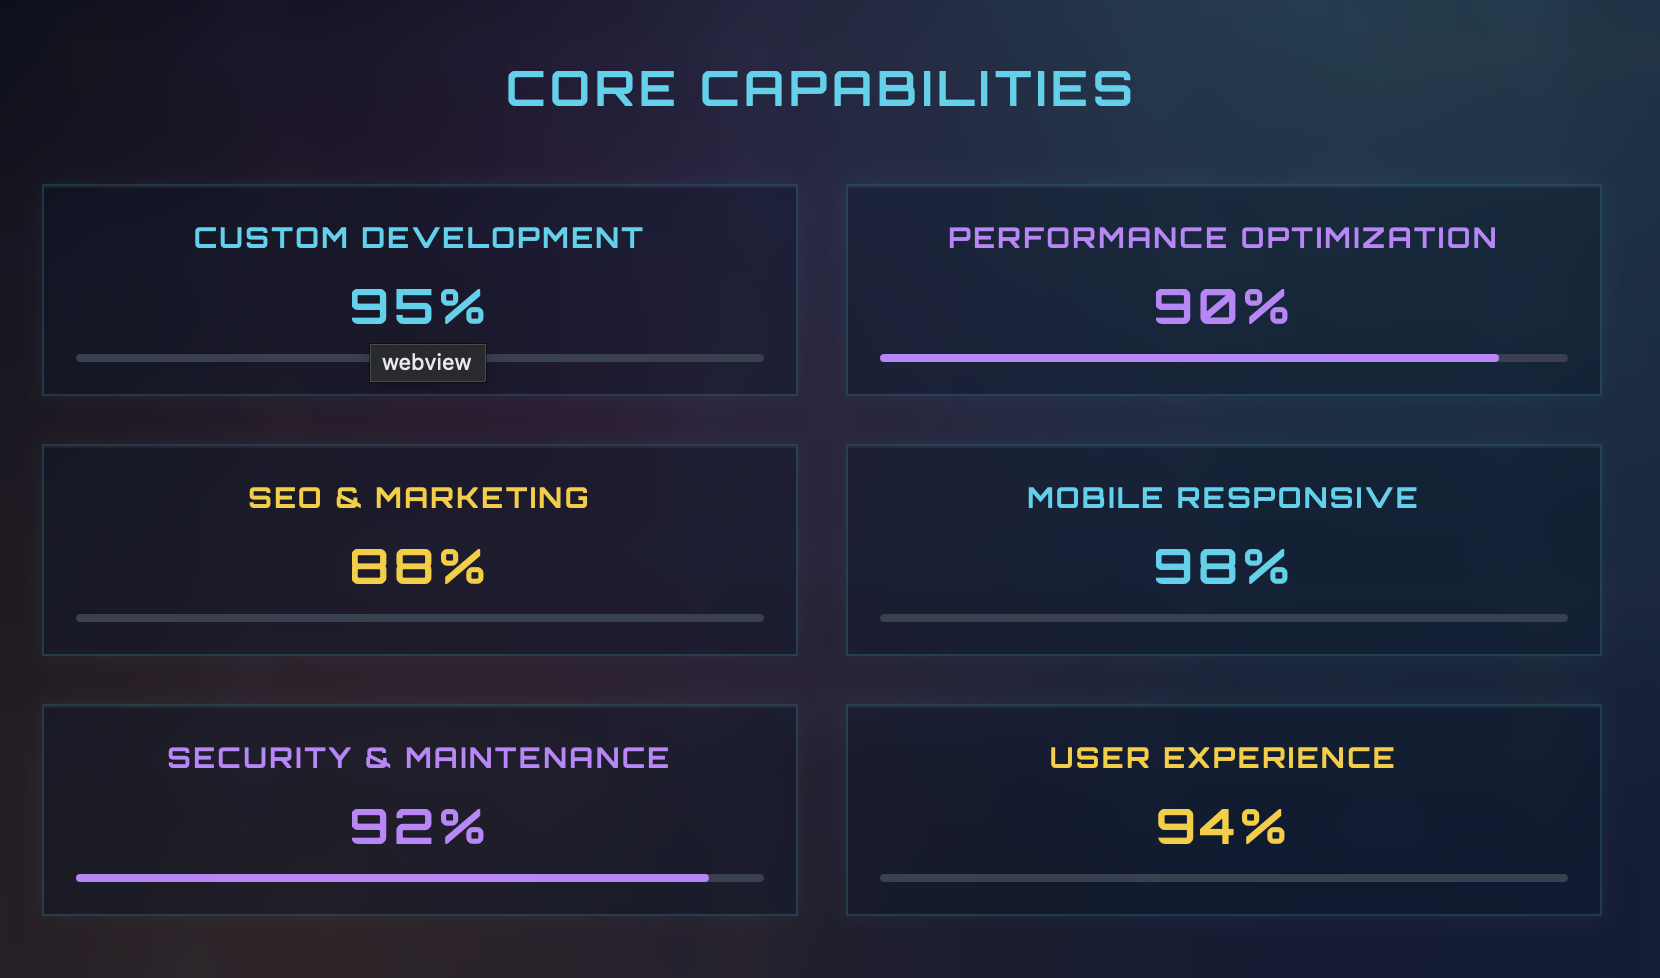 CORE CAPABILITIES
CUSTOM DEVELOPMENT
95%
webview
PERFORMANCE OPTIMIZATION
90%
SEO & MARKETING
88%
MOBILE RESPONSIVE
98%
SECURITY & MAINTENANCE
92%
USER EXPERIENCE
94%